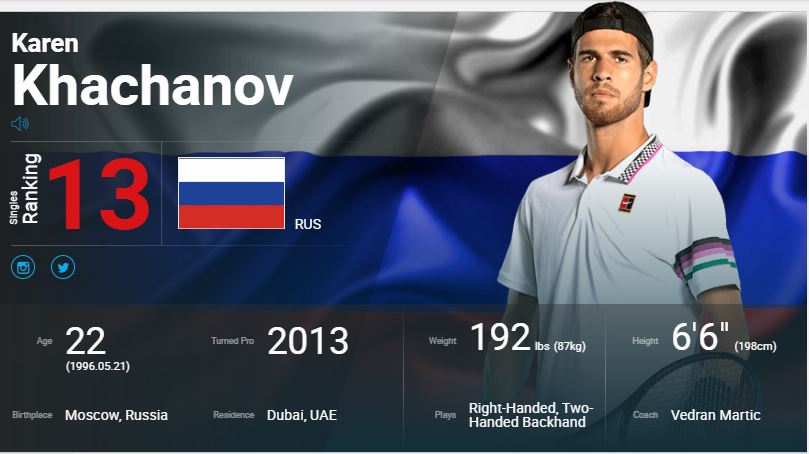 Karen
Khachanov
Singles
Ranking
13
RUS
Age
22
(1996.05.21)
Turned Pro
2013
Weight
192 lbs (87kg)
Height
6'6" (198cm)
Birthplace
Moscow, Russia
Residence
Dubai, UAE
Plays
Right-Handed, Two-
Handed Backhand
Coach
Vedran Martic